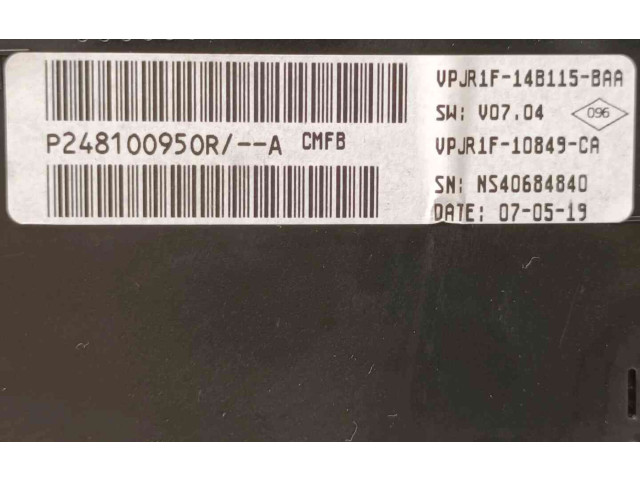 VPJR1F-14B115-BAA
SW: V07.04
096
P248100950R/--A CMFB
VPJR1F-10849-CA
SN: NS40684840
DATE: 07-05-19